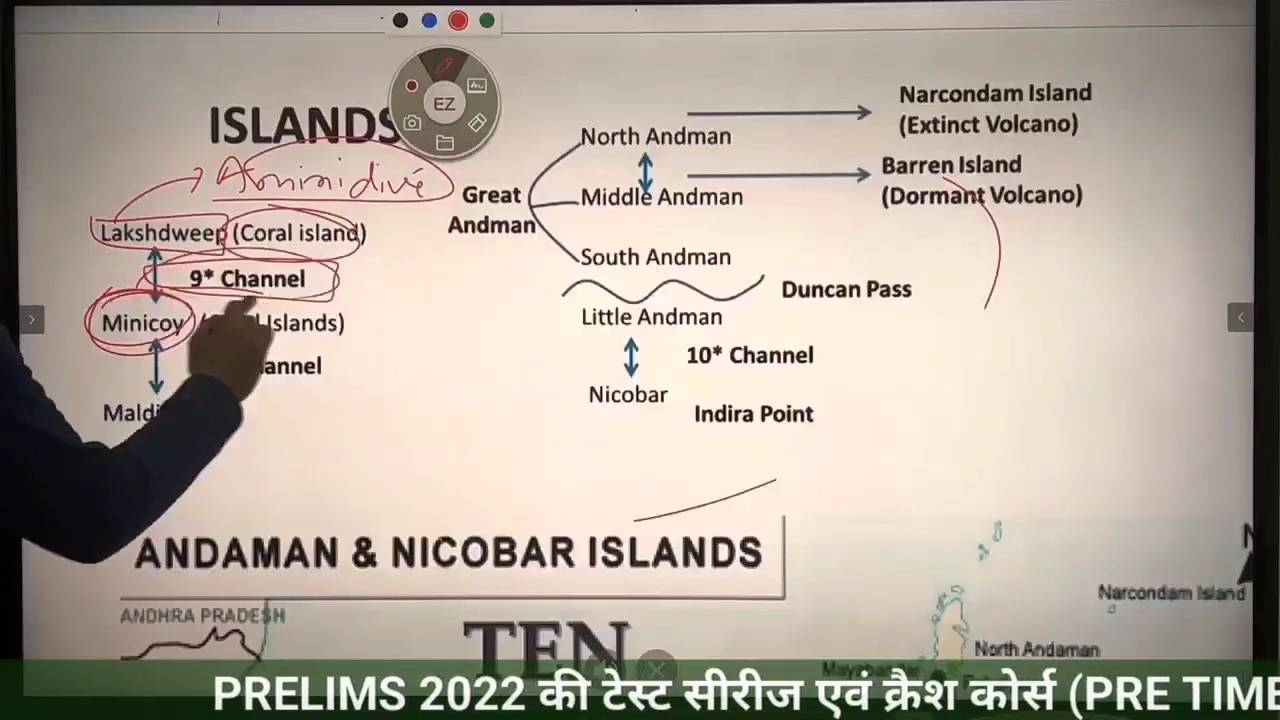 EZ
ISLANDS
Aminidivi
Lakshdweep (Coral island)
9* Channel
Minicoy
Islands)
annel
Maldi
Great
Andman
North Andman
Middle Andman
South Andman
Little Andman
Nicobar
Narcondam Island
(Extinct Volcano)
Barren Island
(Dormant Volcano)
Duncan Pass
10* Channel
Indira Point
ANDAMAN & NICOBAR ISLANDS
ANDHRA PRADESH
TEN
N
Narcondam Island
North Andaman
PRELIMS 2022 की टेस्ट सीरीज एवं क्रैश कोर्स (PRE TIME